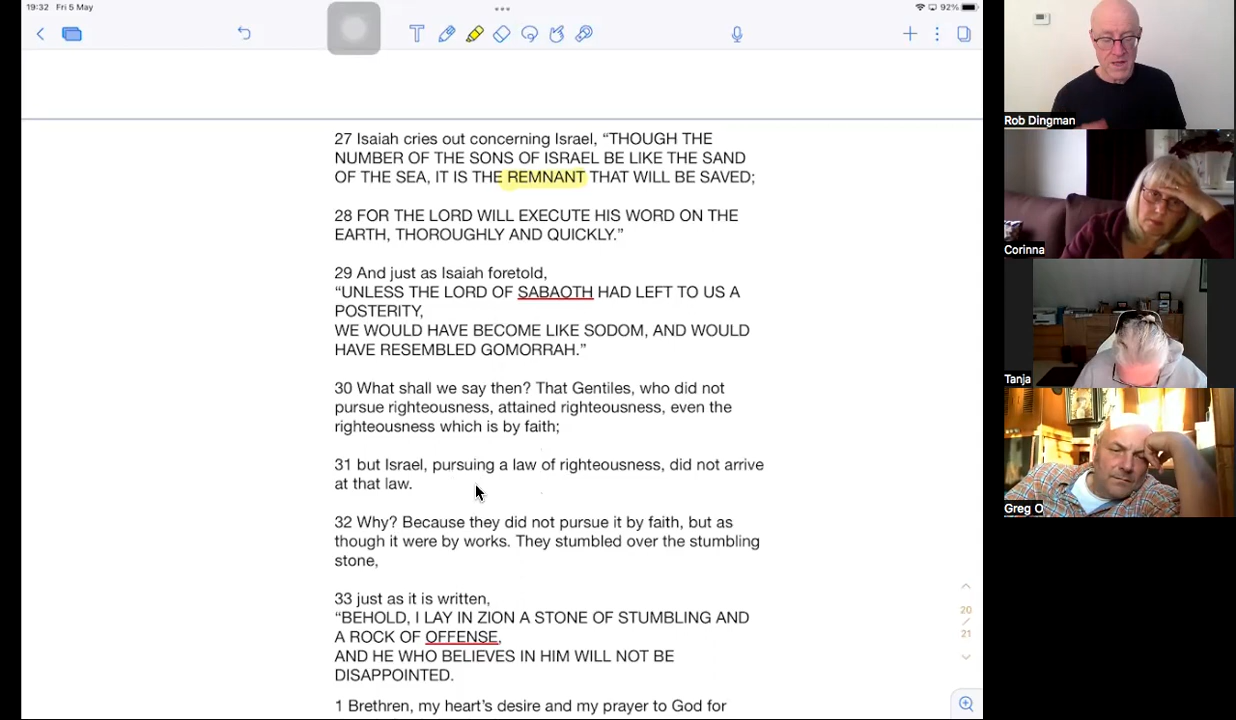 19:32 Fri 5 May
92%
27 Isaiah cries out concerning Israel, “THOUGH THE
NUMBER OF THE SONS OF ISRAEL BE LIKE THE SAND
OF THE SEA, IT IS THE REMNANT THAT WILL BE SAVED;
28 FOR THE LORD WILL EXECUTE HIS WORD ON THE
EARTH, THOROUGHLY AND QUICKLY.”
29 And just as Isaiah foretold,
“UNLESS THE LORD OF SABAOTH HAD LEFT TO US A
POSTERITY,
WE WOULD HAVE BECOME LIKE SODOM, AND WOULD
HAVE RESEMBLED GOMORRAH.”
30 What shall we say then? That Gentiles, who did not
pursue righteousness, attained righteousness, even the
righteousness which is by faith;
31 but Israel, pursuing a law of righteousness, did not arrive
at that law.
32 Why? Because they did not pursue it by faith, but as
though it were by works. They stumbled over the stumbling
stone,
33 just as it is written,
“BEHOLD, I LAY IN ZION A STONE OF STUMBLING AND
A ROCK OF OFFENSE,
AND HE WHO BELIEVES IN HIM WILL NOT BE
DISAPPOINTED.
1 Brethren, my heart’s desire and my prayer to God for
20
/
21
Rob Dingman
Corinna
Tanja
Greg O